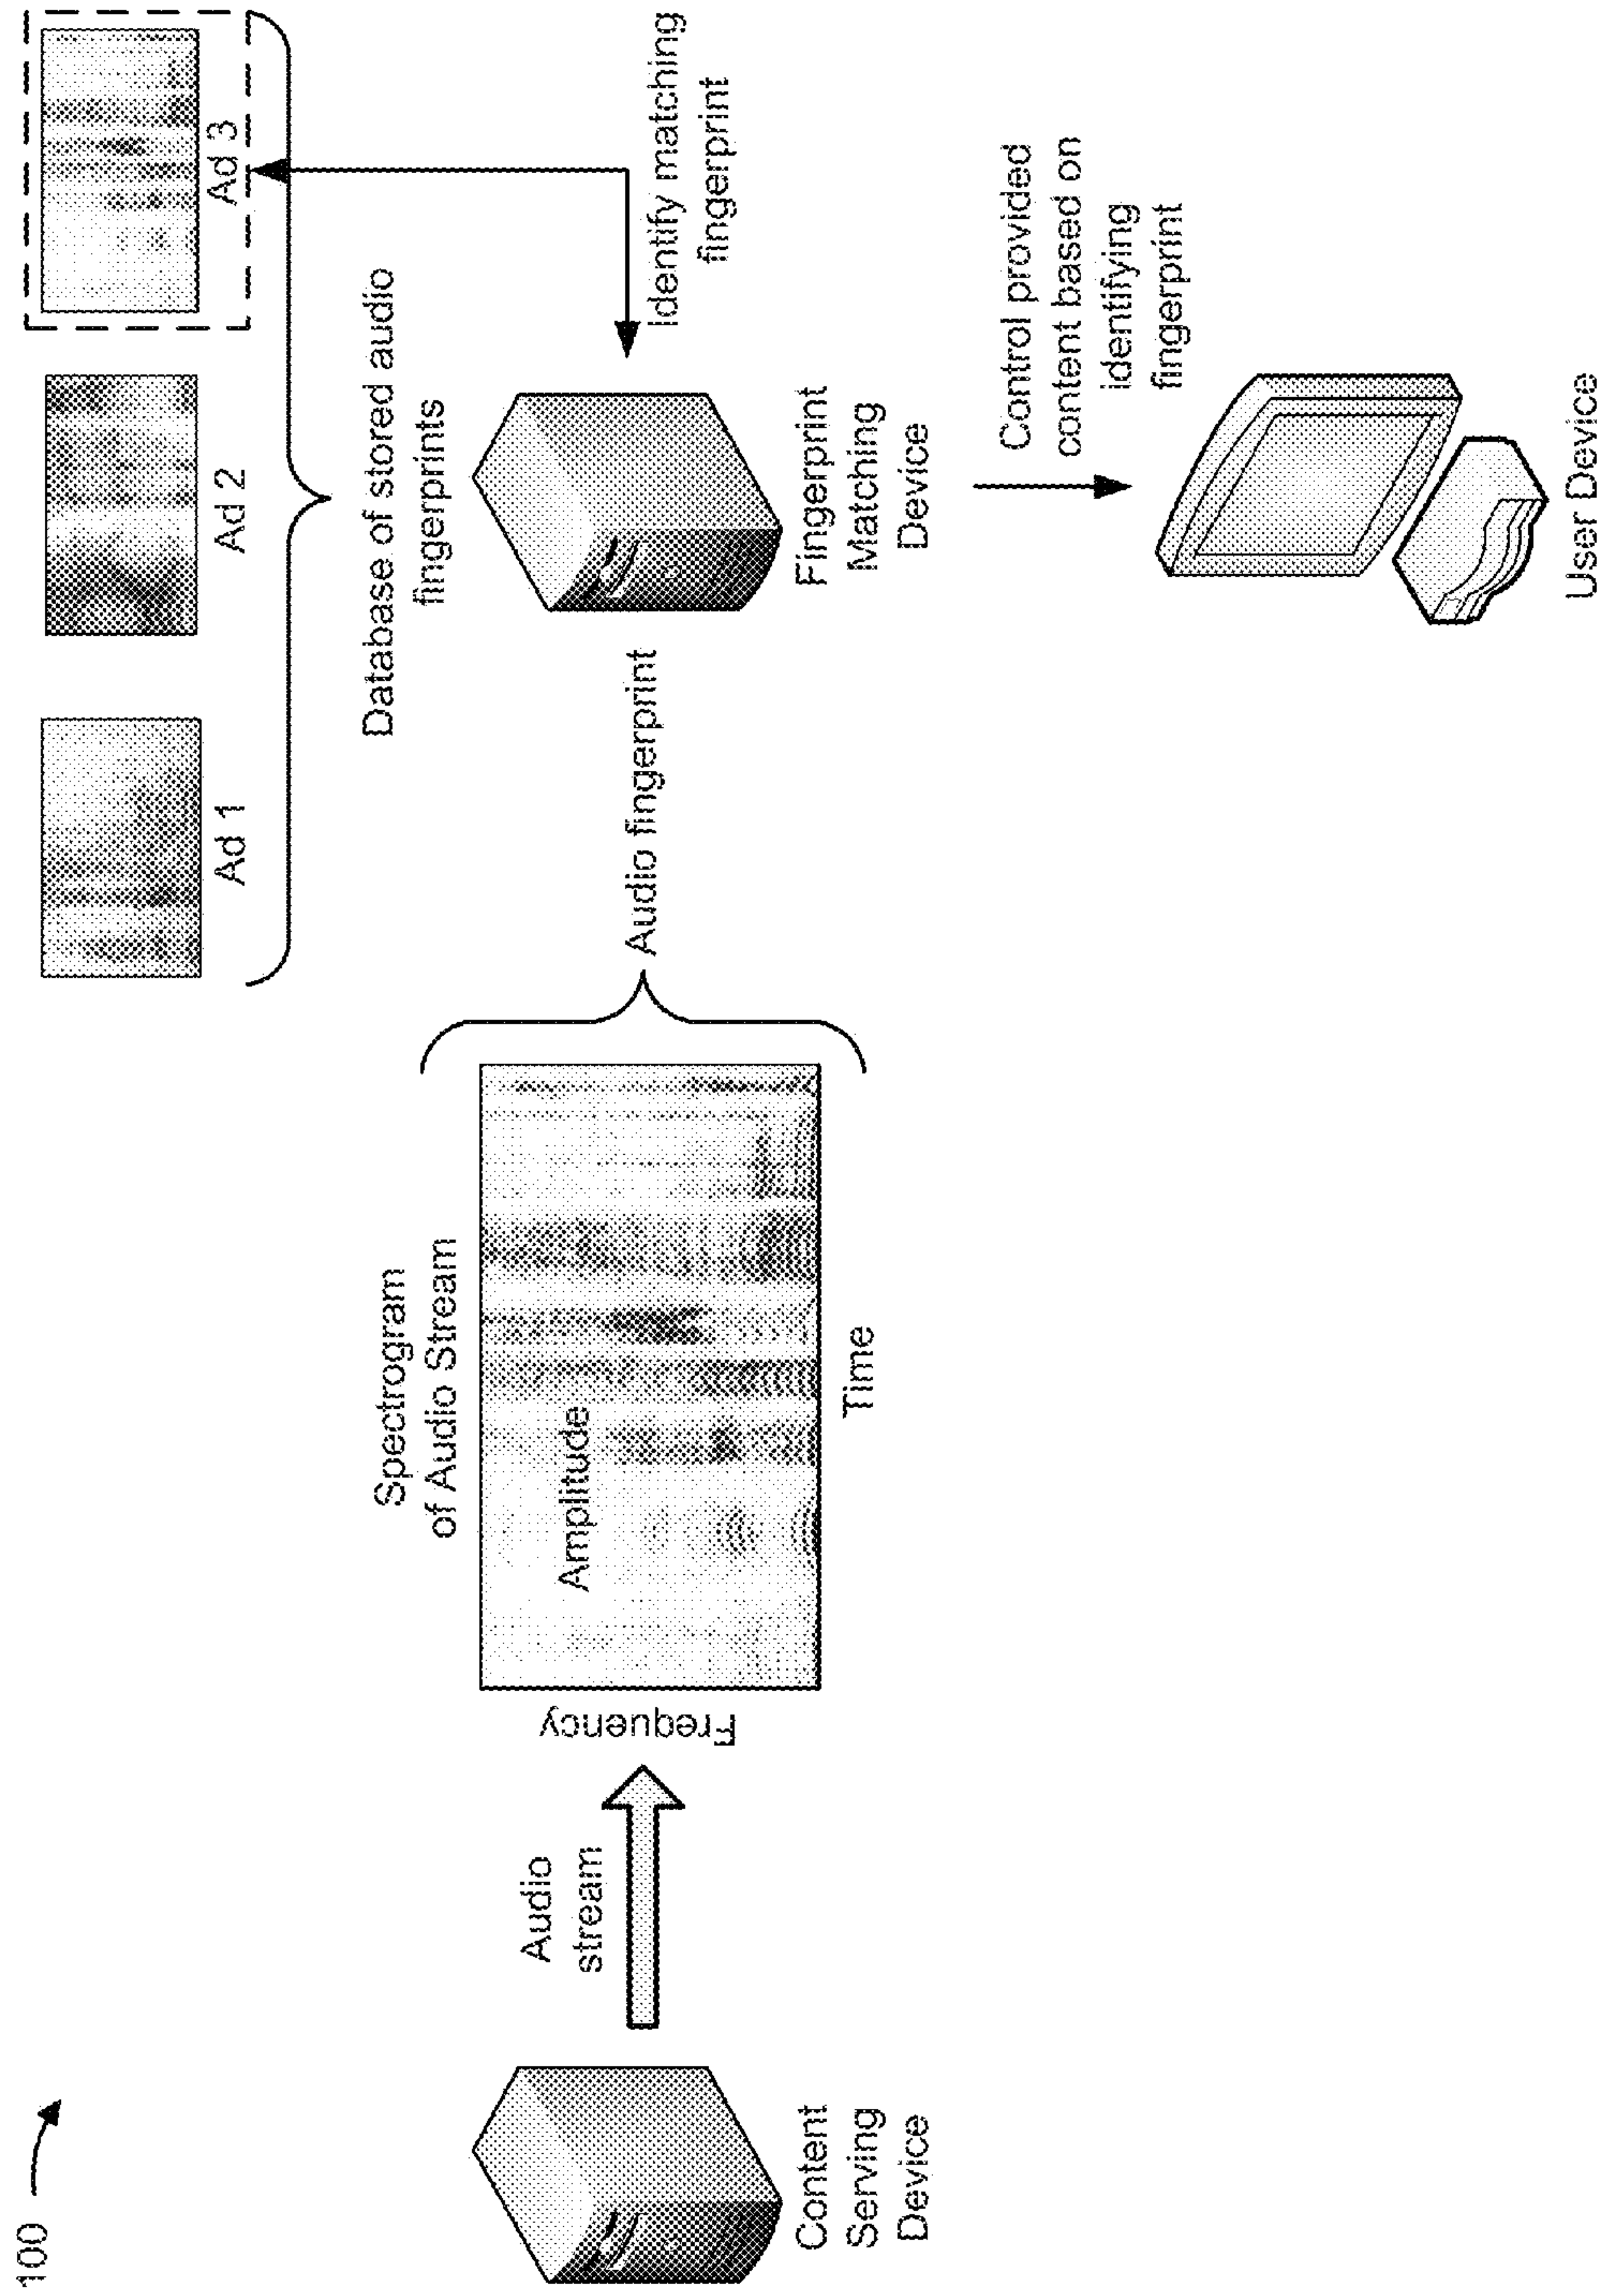 100
Ad 1
Ad 2
Ad 3
Database of stored audio
fingerprints
Spectrogram
of Audio Stream
Audio
stream
Frequency
Amplitude
Time
Audio fingerprint
Identify matching
fingerprint
Content
Serving
Device
Fingerprint
Matching
Device
Control provided
content based on
identifying
fingerprint
User Device